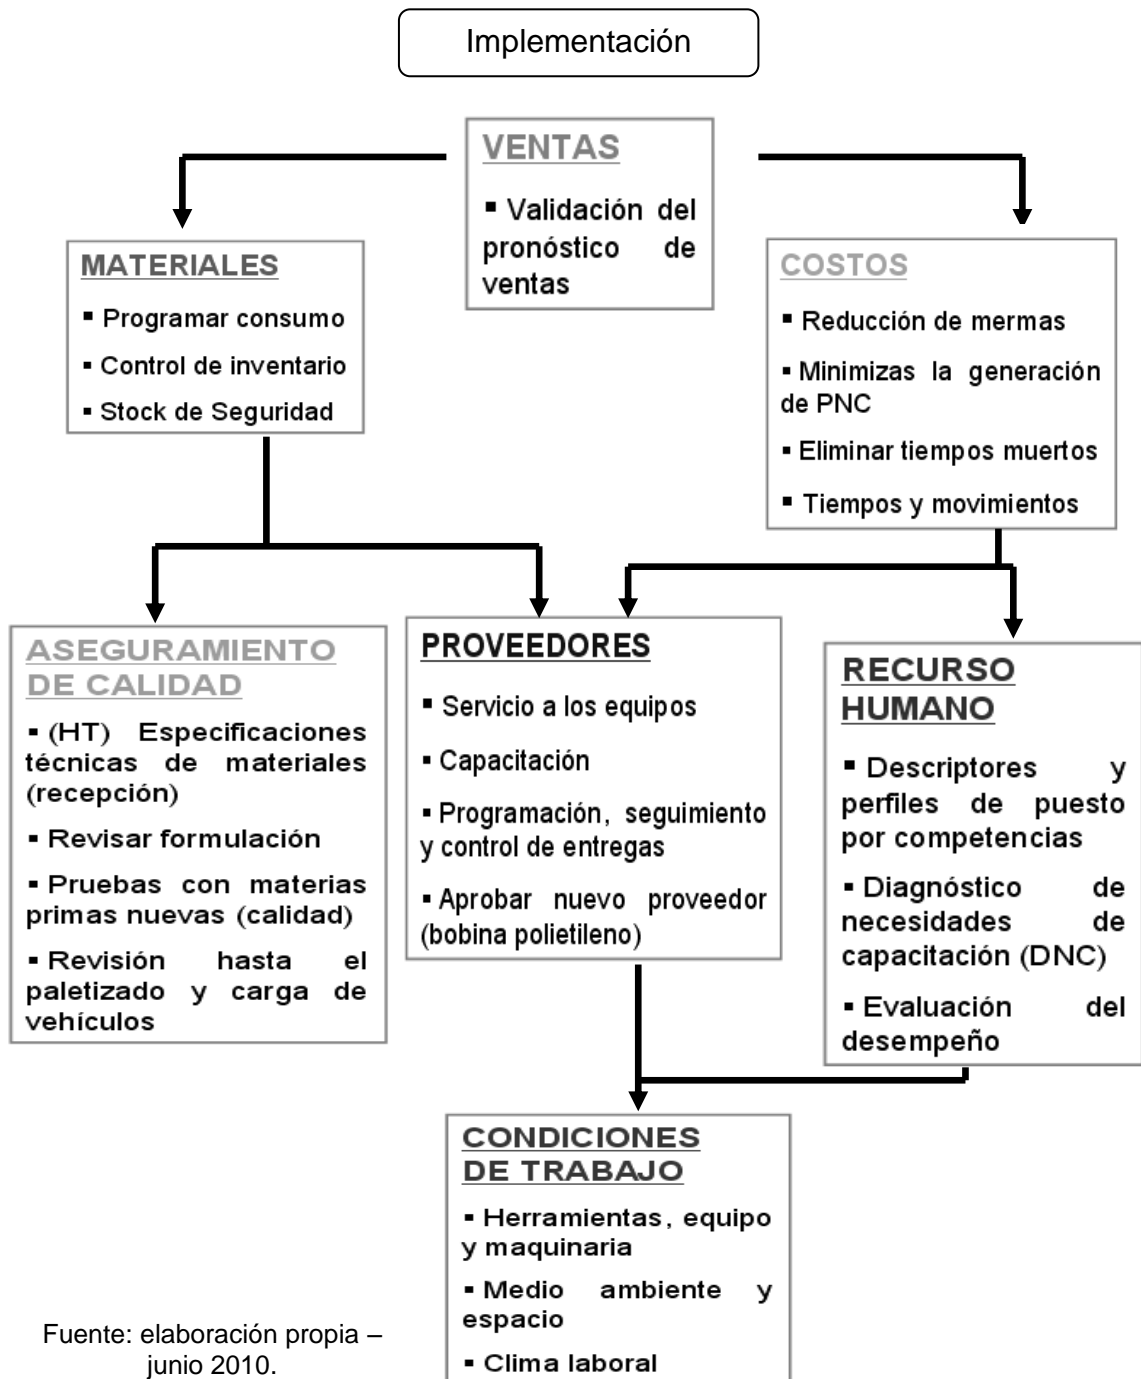 Implementación
VENTAS
▪ Validación del
pronóstico de
ventas
MATERIALES
▪ Programar consumo
▪ Control de inventario
▪ Stock de Seguridad
COSTOS
▪ Reducción de mermas
▪ Minimizas la generación
de PNC
▪ Eliminar tiempos muertos
▪ Tiempos y movimientos
ASEGURAMIENTO
DE CALIDAD
▪ (HT) Especificaciones
técnicas de materiales
(recepción)
▪ Revisar formulación
▪ Pruebas con materias
primas nuevas (calidad)
▪ Revisión hasta el
paletizado y carga de
vehículos
PROVEEDORES
▪ Servicio a los equipos
▪ Capacitación
▪ Programación, seguimiento
y control de entregas
▪ Aprobar nuevo proveedor
(bobina polietileno)
RECURSO
HUMANO
▪ Descriptores y
perfiles de puesto
por competencias
▪ Diagnóstico de
necesidades de
capacitación (DNC)
▪ Evaluación del
desempeño
CONDICIONES
DE TRABAJO
▪ Herramientas, equipo
y maquinaria
▪ Medio ambiente y
espacio
▪ Clima laboral
Fuente: elaboración propia –
junio 2010.